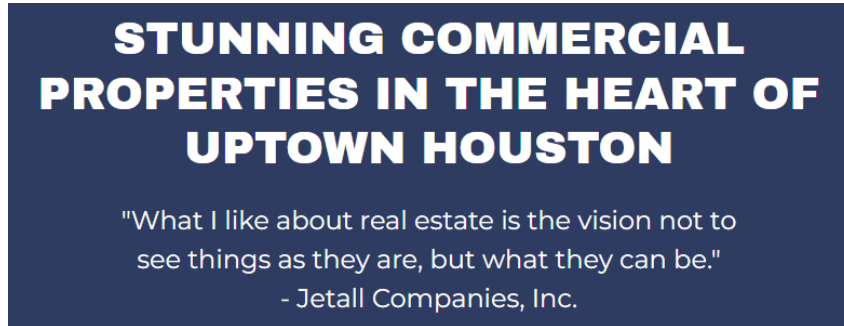 STUNNING COMMERCIAL
PROPERTIES IN THE HEART OF
UPTOWN HOUSTON
"What I like about real estate is the vision not to
see things as they are, but what they can be."
- Jetall Companies, Inc.